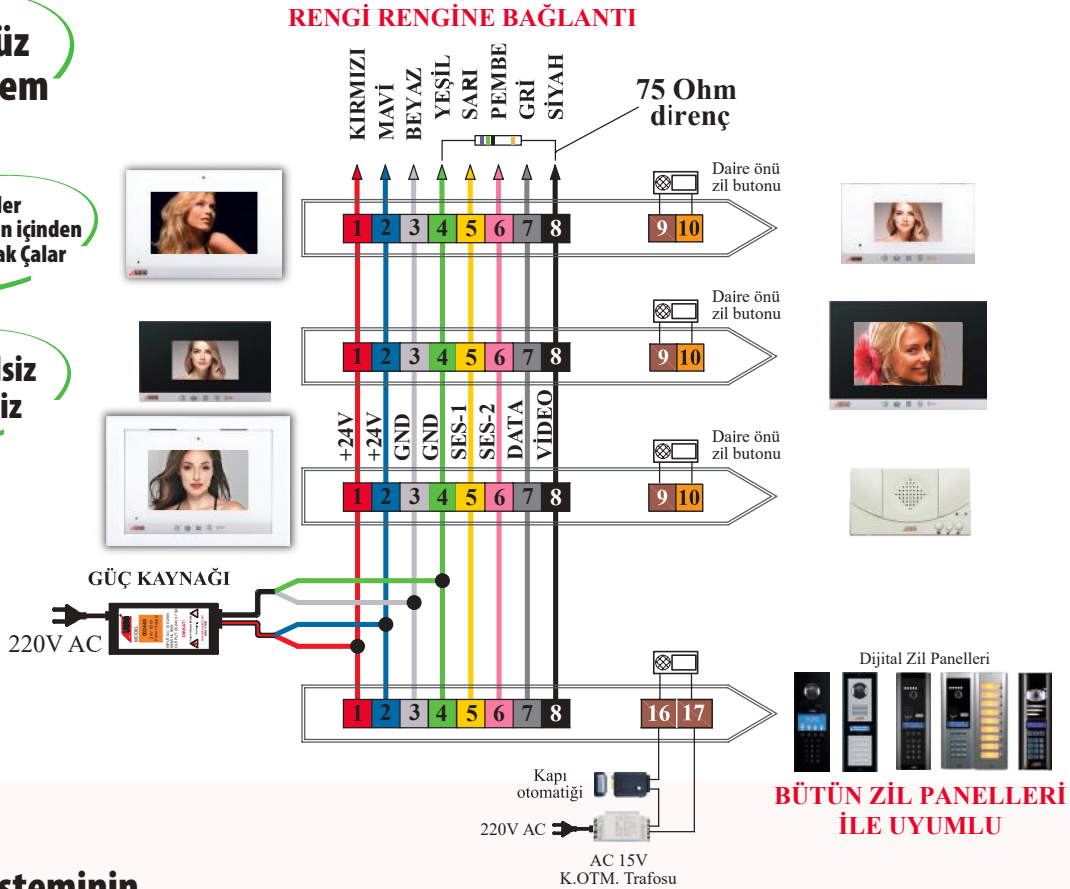 RENGİ RENGİNE BAĞLANTI
üz
em
KIRMIZI
MAVİ
BEYAZ
YEŞİL
SARI
PEMBE
GRİ
SİYAH
75 Ohm
direnç
ler
n içinden
ak Çalar
Daire önü
zil butonu
1 2 3 4 5 6 7 8
9 10
Daire önü
zil butonu
1 2 3 4 5 6 7 8
9 10
lsiz
iz
+24V
+24V
GND
GND
SES-1
SES-2
DATA
VİDEO
Daire önü
zil butonu
1 2 3 4 5 6 7 8
9 10
GÜÇ KAYNAĞI
220V AC
1 2 3 4 5 6 7 8
16 17
Dijital Zil Panelleri
Kapı
otomatiği
220V AC
AC 15V
K.OTM. Trafosu
BÜTÜN ZİL PANELLERİ
İLE UYUMLU
steminin